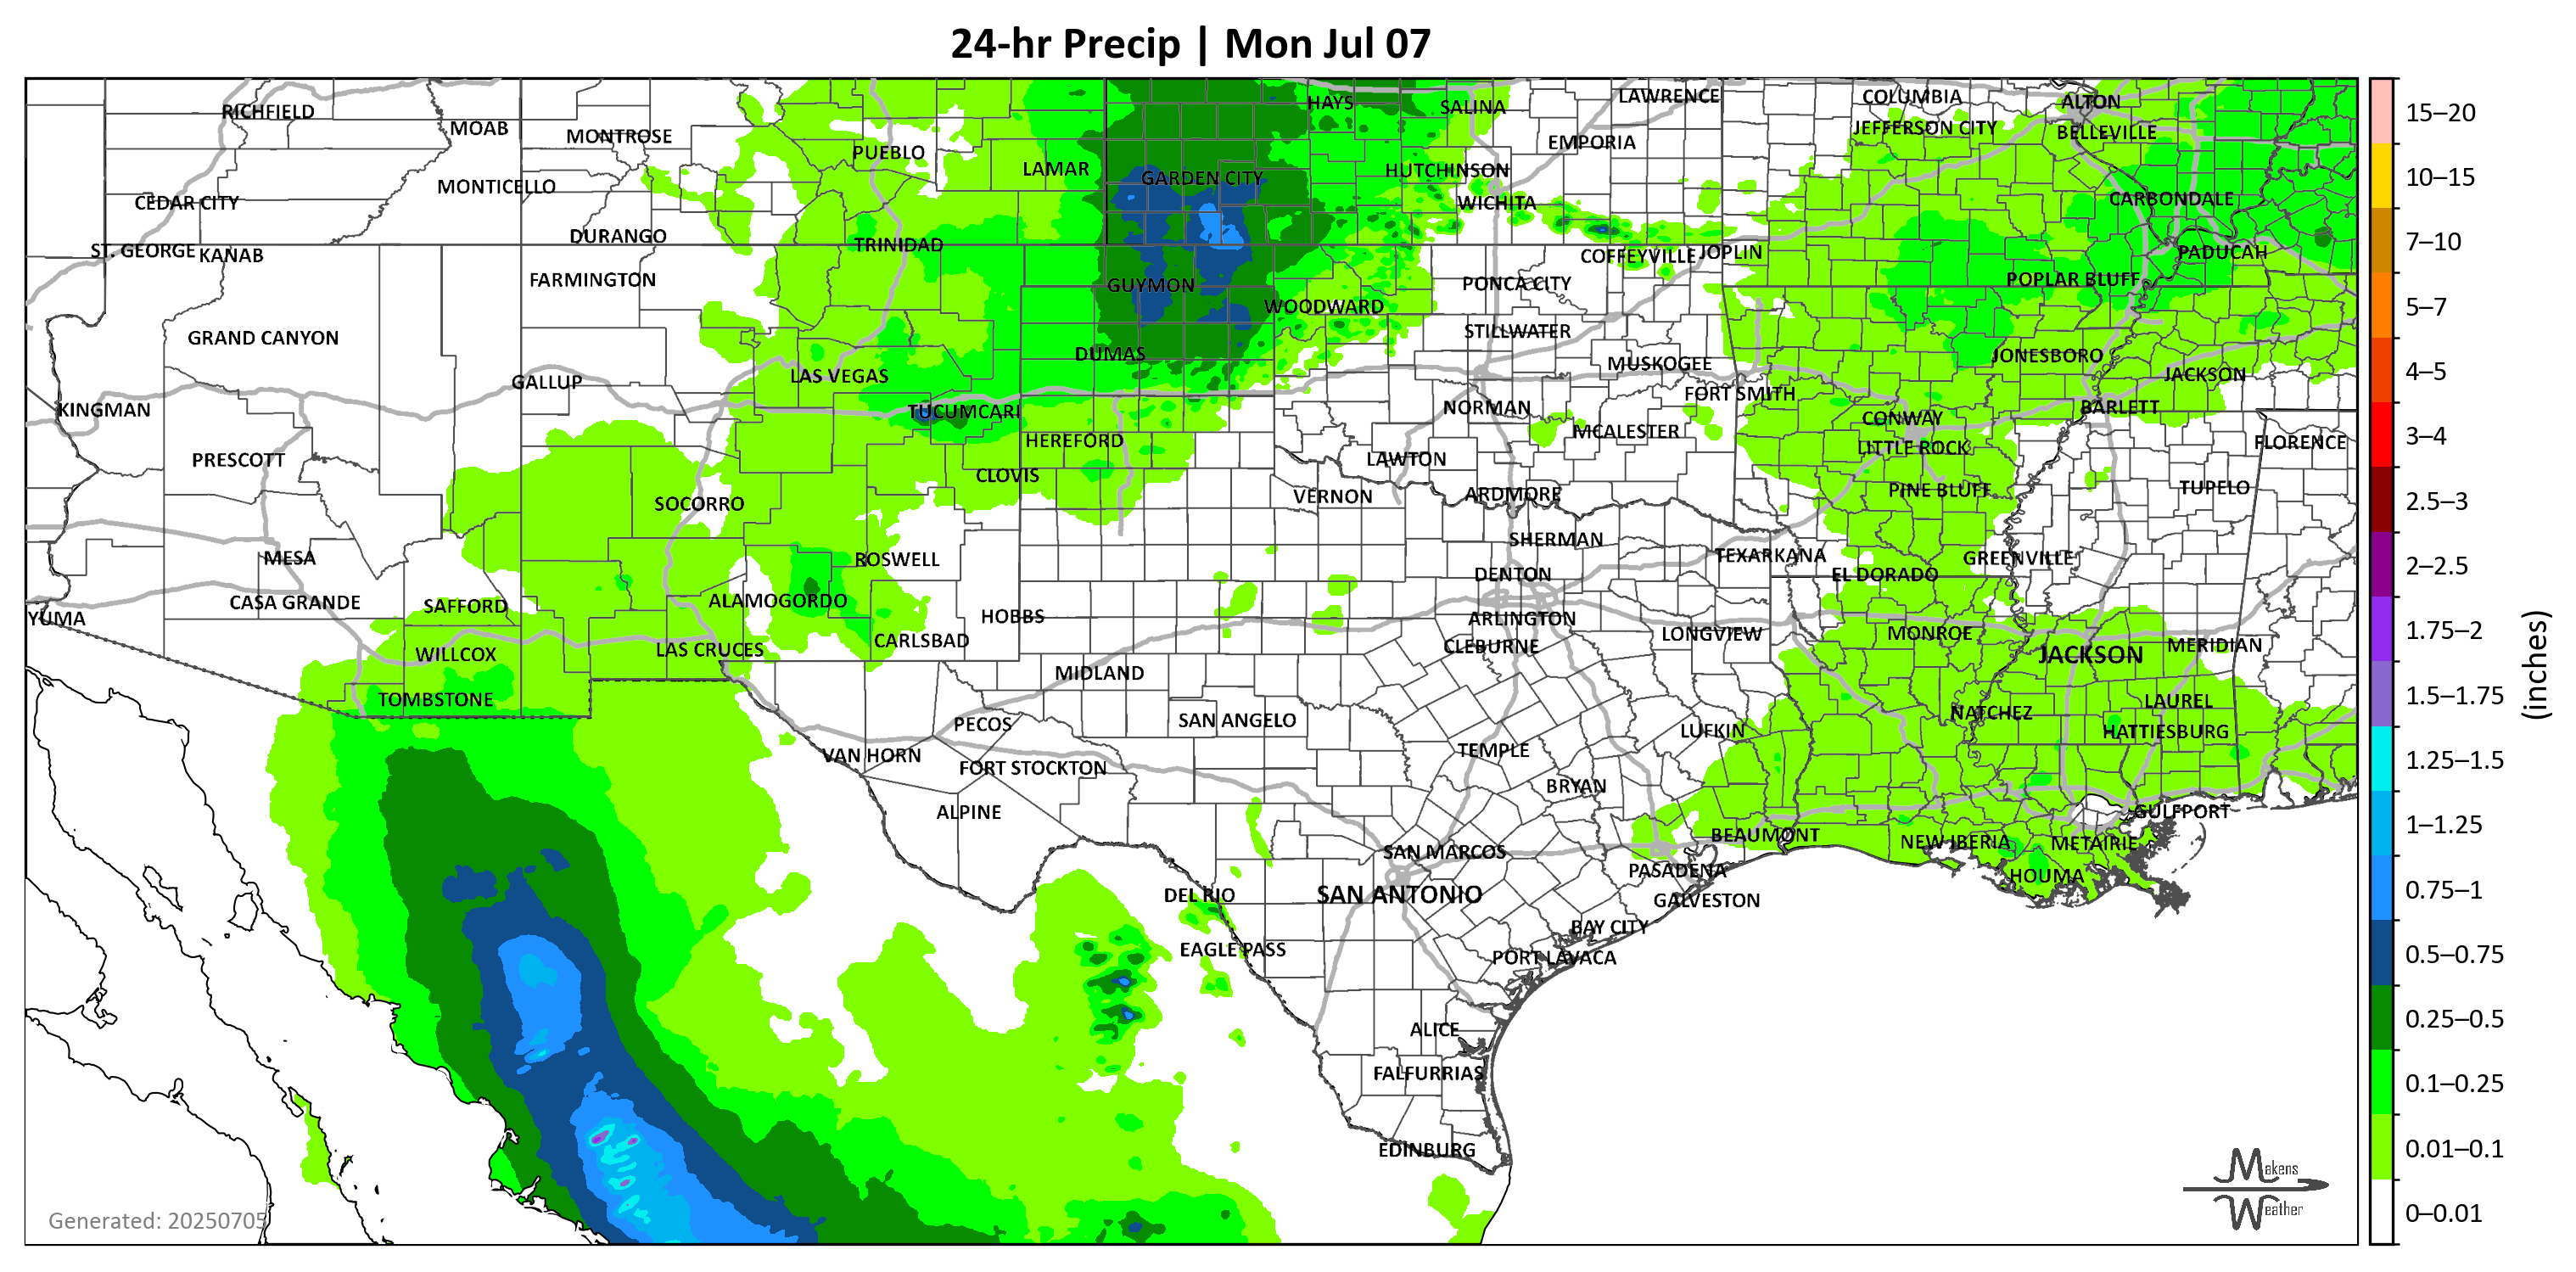 24-hr Precip | Mon Jul 07
RICHFIELD
MOAB
MONTROSE
PUEBLO
LAMAR
HAYS
SALINA
LAWRENCE
EMPORIA
COLUMBIA
JEFFERSON CITY
ALTON
BELLEVILLE
CEDAR CITY
MONTICELLO
GARDEN CITY
HUTCHINSON
WICHITA
CARBONDALE
ST. GEORGE
KANAB
DURANGO
TRINIDAD
COFFEYVILLE
JOPLIN
PADUCAH
FARMINGTON
GUYMON
WOODWARD
PONCA CITY
POPLAR BLUFF
GRAND CANYON
DUMAS
STILLWATER
MUSKOGEE
JONESBORO
JACKSON
GALLUP
LAS VEGAS
FORT SMITH
KINGMAN
TUCUMCARI
HEREFORD
NORMAN
MCALESTER
CONWAY
BARLETT
LITTLE ROCK
FLORENCE
PRESCOTT
CLOVIS
LAWTON
SOCORRO
VERNON
ARDMORE
PINE BLUFF
TUPELO
MESA
ROSWELL
SHERMAN
TEXARKANA
GREENVILLE
DENTON
EL DORADO
YUMA
CASA GRANDE
SAFFORD
ALAMOGORDO
HOBBS
ARLINGTON
CLEBURNE
LONGVIEW
MONROE
WILLCOX
LAS CRUCES
CARLSBAD
JACKSON
MERIDIAN
TOMBSTONE
MIDLAND
LAUREL
PECOS
SAN ANGELO
LUFKIN
NATCHEZ
HATTIESBURG
VAN HORN
FORT STOCKTON
TEMPLE
BRYAN
ALPINE
GULFPORT
SAN MARCOS
BEAUMONT
NEW IBERIA
METAIRIE
DEL RIO
SAN ANTONIO
PASADENA
GALVESTON
HOUMA
EAGLE PASS
BAY CITY
PORT LAVACA
ALICE
FALFURRIAS
EDINBURG
Generated: 20250705
Makens
Weather
15–20
10–15
7–10
5–7
4–5
3–4
2.5–3
2–2.5
1.75–2
1.5–1.75
1.25–1.5
1–1.25
0.75–1
0.5–0.75
0.25–0.5
0.1–0.25
0.01–0.1
0–0.01
(inches)